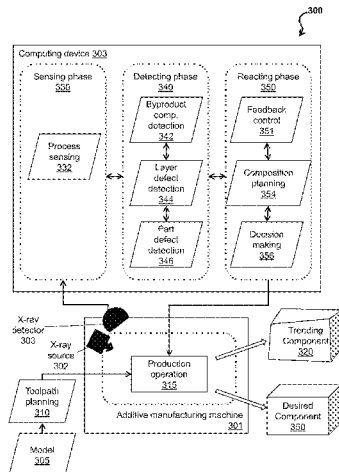 300
Computing device 303
Sensing phase
330
Process
sensing
332
Detecting phase
340
Byproduct
comp.
detection
342
Layer
defect
detection
344
Part
defect
detection
346
Reacting phase
350
Feedback
control
351
Composition
planning
354
Decision
making
356
X-ray
detector
303
X-ray
source
302
Toolpath
planning
310
Model
305
Production
operation
315
Additive manufacturing machine
301
Trending
Component
320
Desired
Component
350